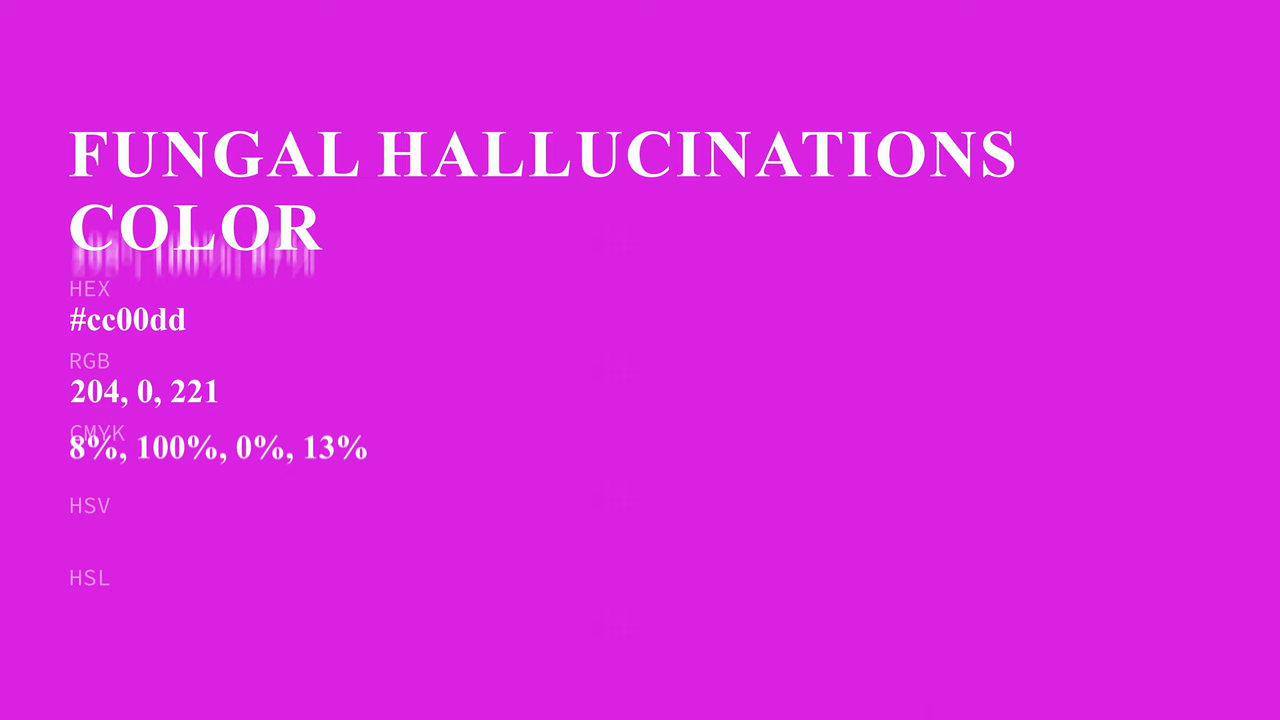 FUNGAL HALLUCINATIONS
COLOR
HEX
#cc00dd
RGB
204, 0, 221
CMYK
8%, 100%, 0%, 13%
HSV
HSL